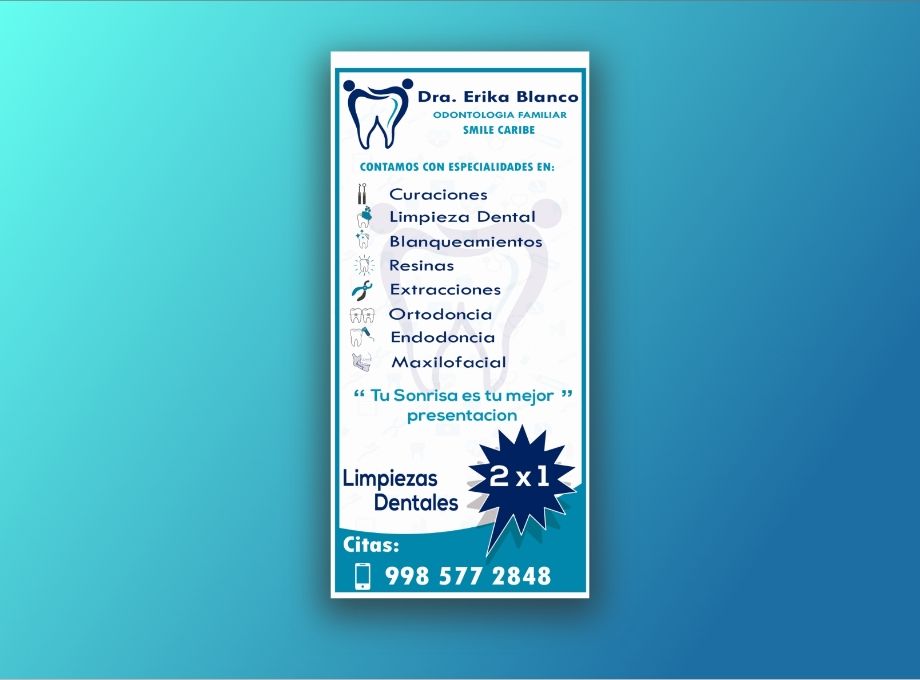 Dra. Erika Blanco
ODONTOLOGIA FAMILIAR
SMILE CARIBE
CONTAMOS CON ESPECIALIDADES EN:
Curaciones
Limpieza Dental
Blanqueamientos
Resinas
Extracciones
Ortodoncia
Endodoncia
Maxilofacial
“ Tu Sonrisa es tu mejor ”
presentacion
Limpiezas
Dentales
2 x 1
Citas:
998 577 2848